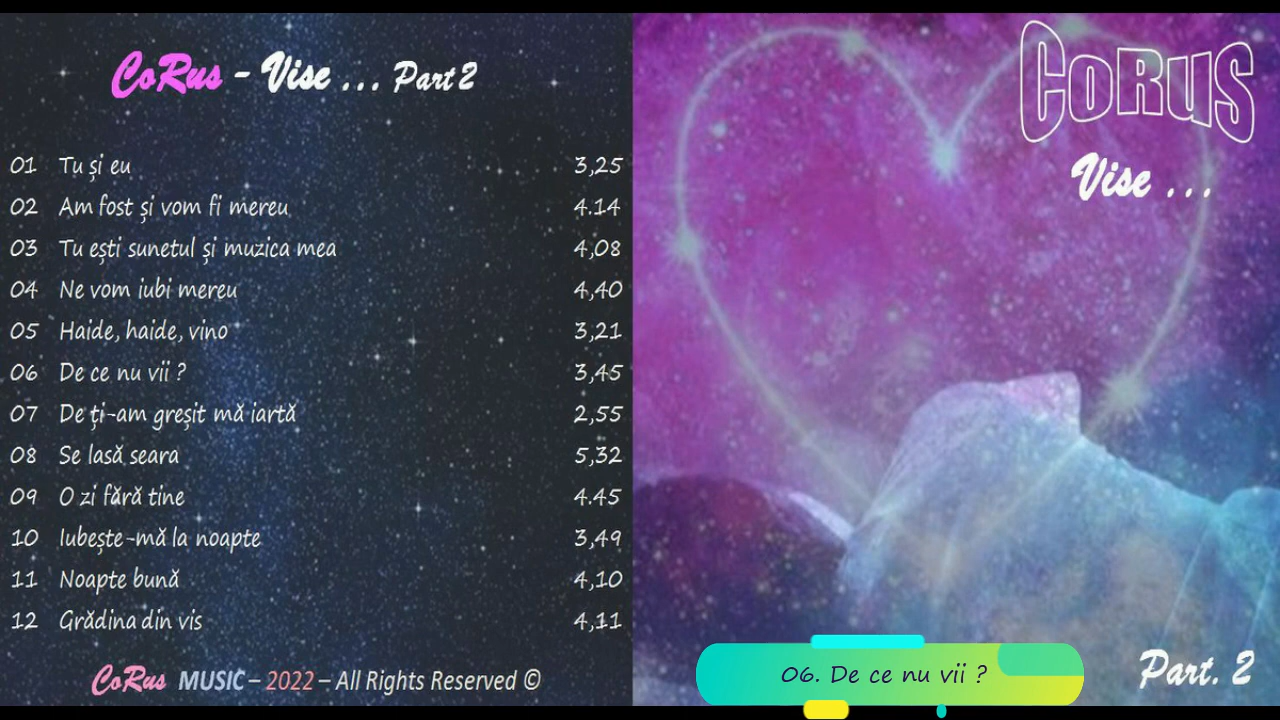 CoRus - Vise ... Part 2
01 Tu și eu 3,25
02 Am fost și vom fi mereu 4.14
03 Tu ești sunetul și muzica mea 4,08
04 Ne vom iubi mereu 4,40
05 Haide, haide, vino 3,21
06 De ce nu vii ? 3,45
07 De ți-am greșit mă iartă 2,55
08 Se lasă seara 5,32
09 O zi fără tine 4.45
10 Iubește-mă la noapte 3,49
11 Noapte bună 4,10
12 Grădina din vis 4,11
CoRus MUSIC – 2022 – All Rights Reserved ©
CoRuS
Vise ...
06. De ce nu vii ?
Part. 2